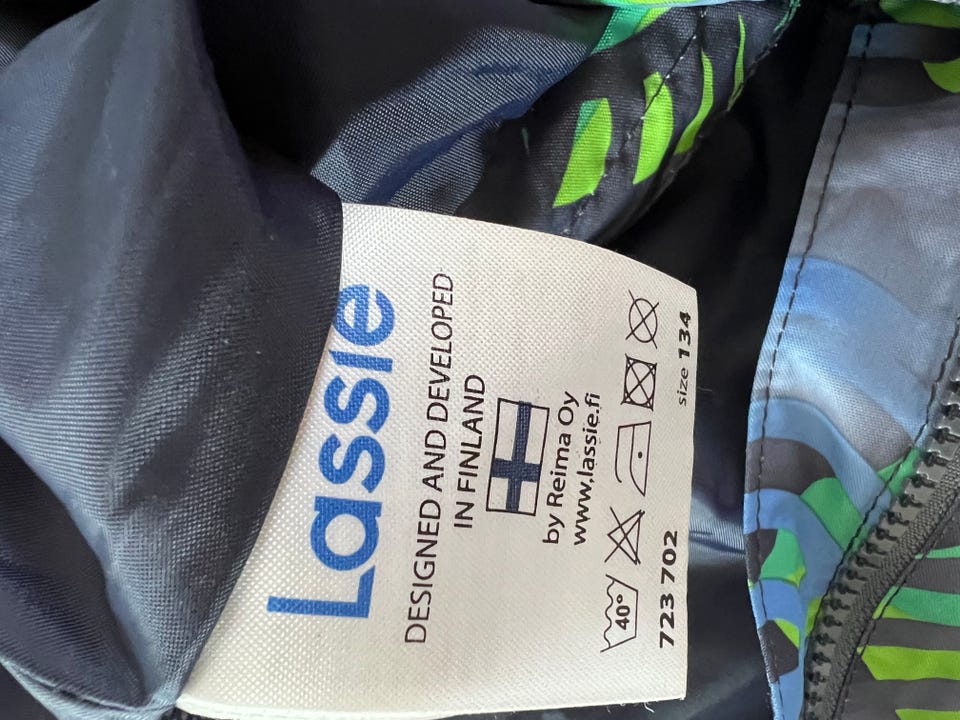 Lassie
DESIGNED AND DEVELOPED
IN FINLAND
by Reima Oy
www.lassie.fi
40°
723 702 size 134